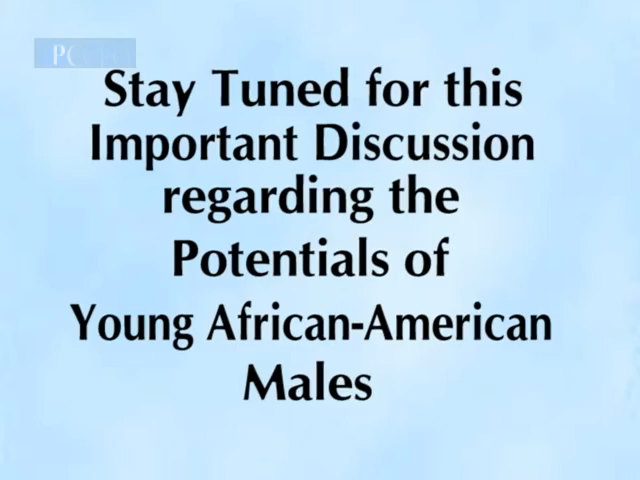 Stay Tuned for this
Important Discussion
regarding the
Potentials of
Young African-American
Males